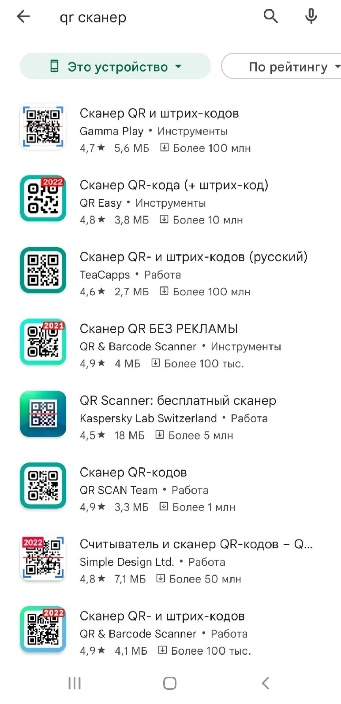 qr сканер
Это устройство
По рейтингу
Сканер QR и штрих-кодов
Gamma Play • Инструменты
4,7★ 5,6 МБ Более 100 млн
2022
Сканер QR-кода (+ штрих-код)
QR Easy • Инструменты
4,8★ 3,8 МБ Более 10 млн
Сканер QR- и штрих-кодов (русский)
TeaCapps • Работа
4,6★ 2,7 МБ Более 100 млн
2021
Сканер QR БЕЗ РЕКЛАМЫ
QR & Barcode Scanner • Инструменты
4,9★ 4 МБ Более 100 тыс.
QR Scanner: бесплатный сканер
Kaspersky Lab Switzerland • Работа
4,5★ 18 МБ Более 5 млн
Сканер QR-кодов
QR SCAN Team • Работа
4,9★ 3,3 МБ Более 1 млн
2022
Считыватель и сканер QR-кодов – Q...
Simple Design Ltd. • Работа
4,8★ 7,1 МБ Более 50 млн
2022
Сканер QR- и штрих-кодов
QR & Barcode Scanner • Работа
4,9★ 4,1 МБ Более 100 тыс.